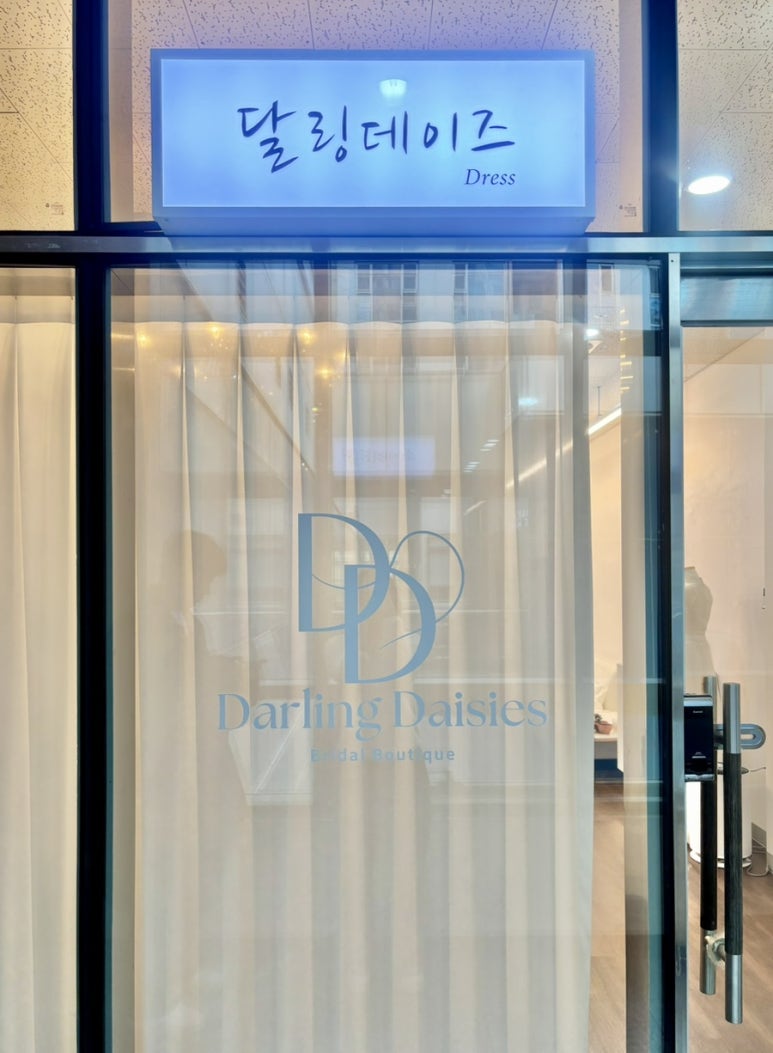 달링데이즈
Dress
DD
Darling Daisies
Bridal Boutique